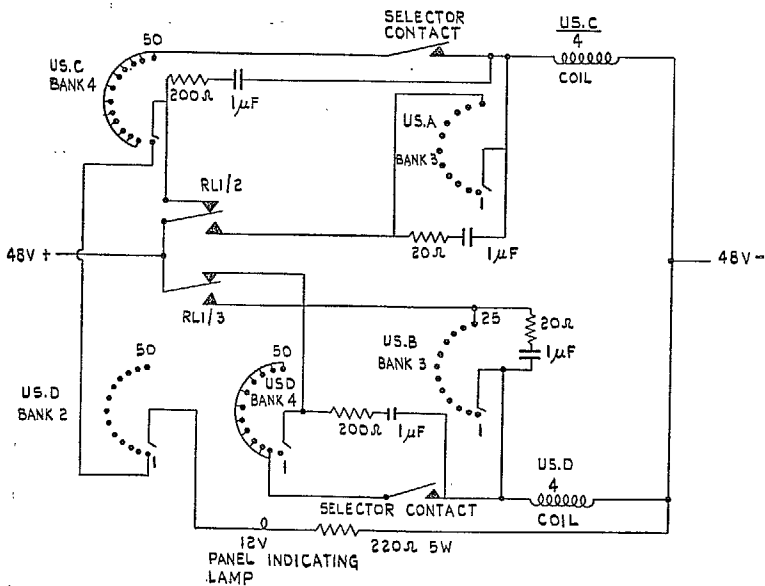 SELECTOR
CONTACT
US.C
4
COIL
50
US.C
BANK 4
200Ω
1μF
US.A
BANK 3
1
RL1/2
20Ω
1μF
48V +
48V -
RL1/3
25
20Ω
1μF
US.B
BANK 3
1
50
US.D
BANK 2
1
50
USD
BANK 4
1
200Ω
1μF
US.D
4
COIL
SELECTOR CONTACT
12V
220Ω 5W
PANEL INDICATING
LAMP